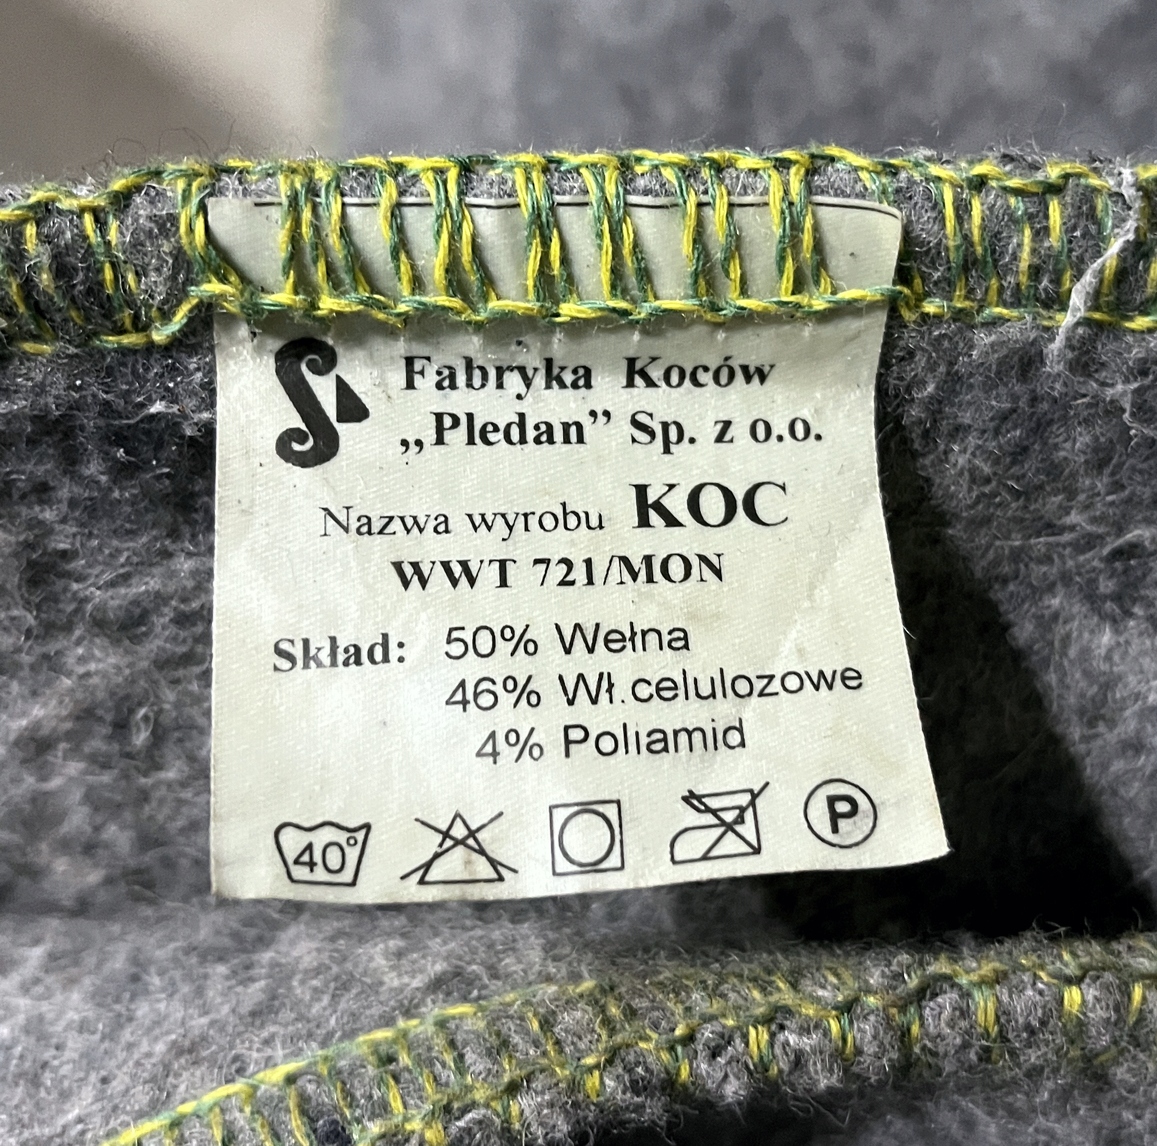 Fabryka Koców
„Pledan” Sp. z o.o.
Nazwa wyrobu KOC
WWT 721/MON
Skład: 50% Wełna
46% Wł.celulozowe
4% Poliamid
40° P